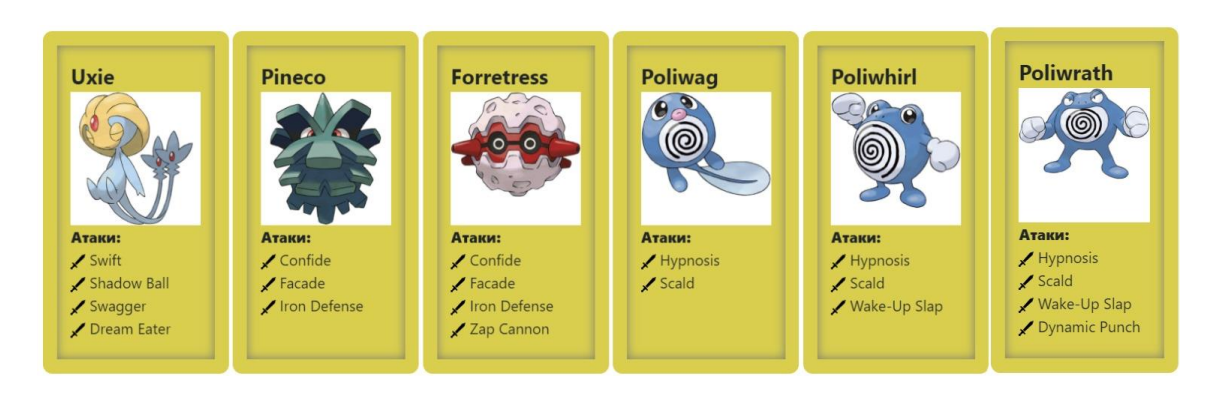 Uxie
Атаки:
Swift
Shadow Ball
Swagger
Dream Eater
Pineco
Атаки:
Confide
Facade
Iron Defense
Forretress
Атаки:
Confide
Facade
Iron Defense
Zap Cannon
Poliwag
Атаки:
Hypnosis
Scald
Poliwhirl
Атаки:
Hypnosis
Scald
Wake-Up Slap
Poliwrath
Атаки:
Hypnosis
Scald
Wake-Up Slap
Dynamic Punch